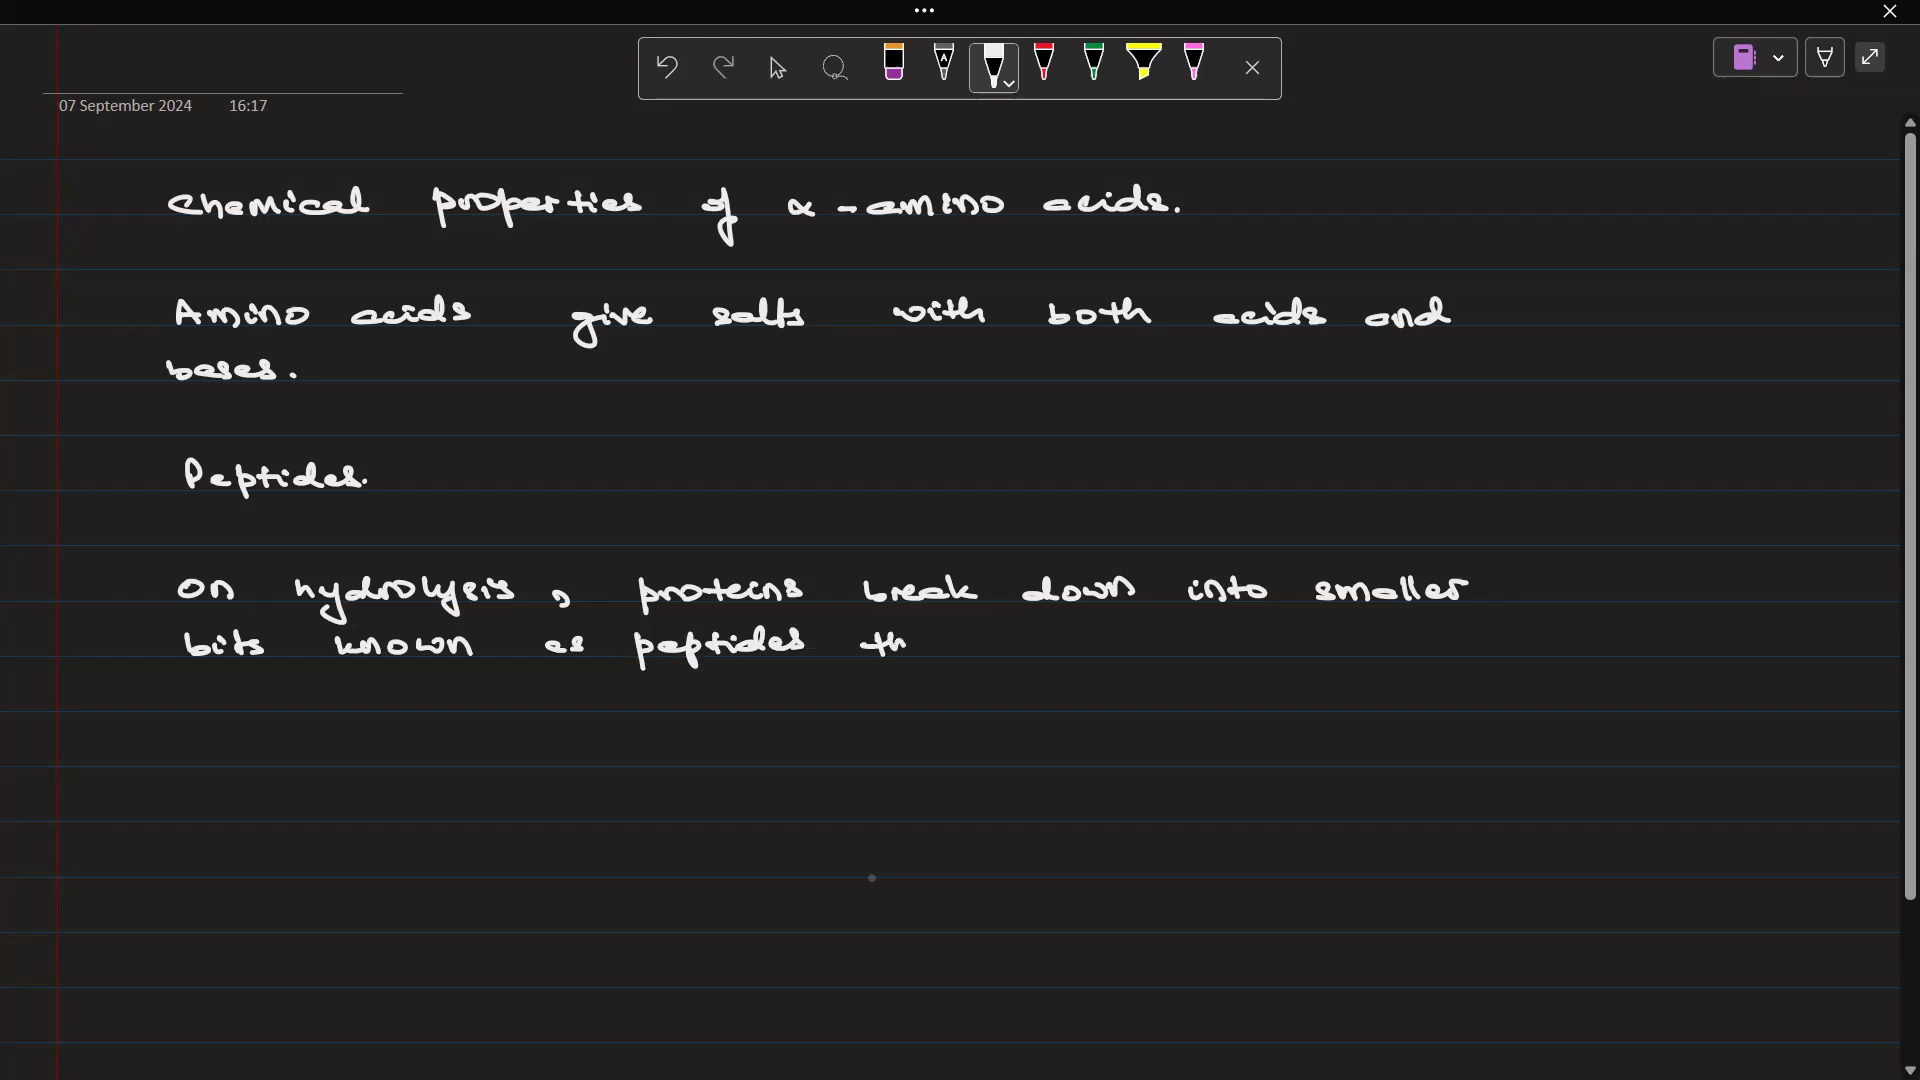 07 September 2024 16:17
Chemical properties of α-amino acids.
Amino acids give salts with both acids and
bases.
Peptides.
On hydrolysis, proteins break down into smaller
bits known as peptides th